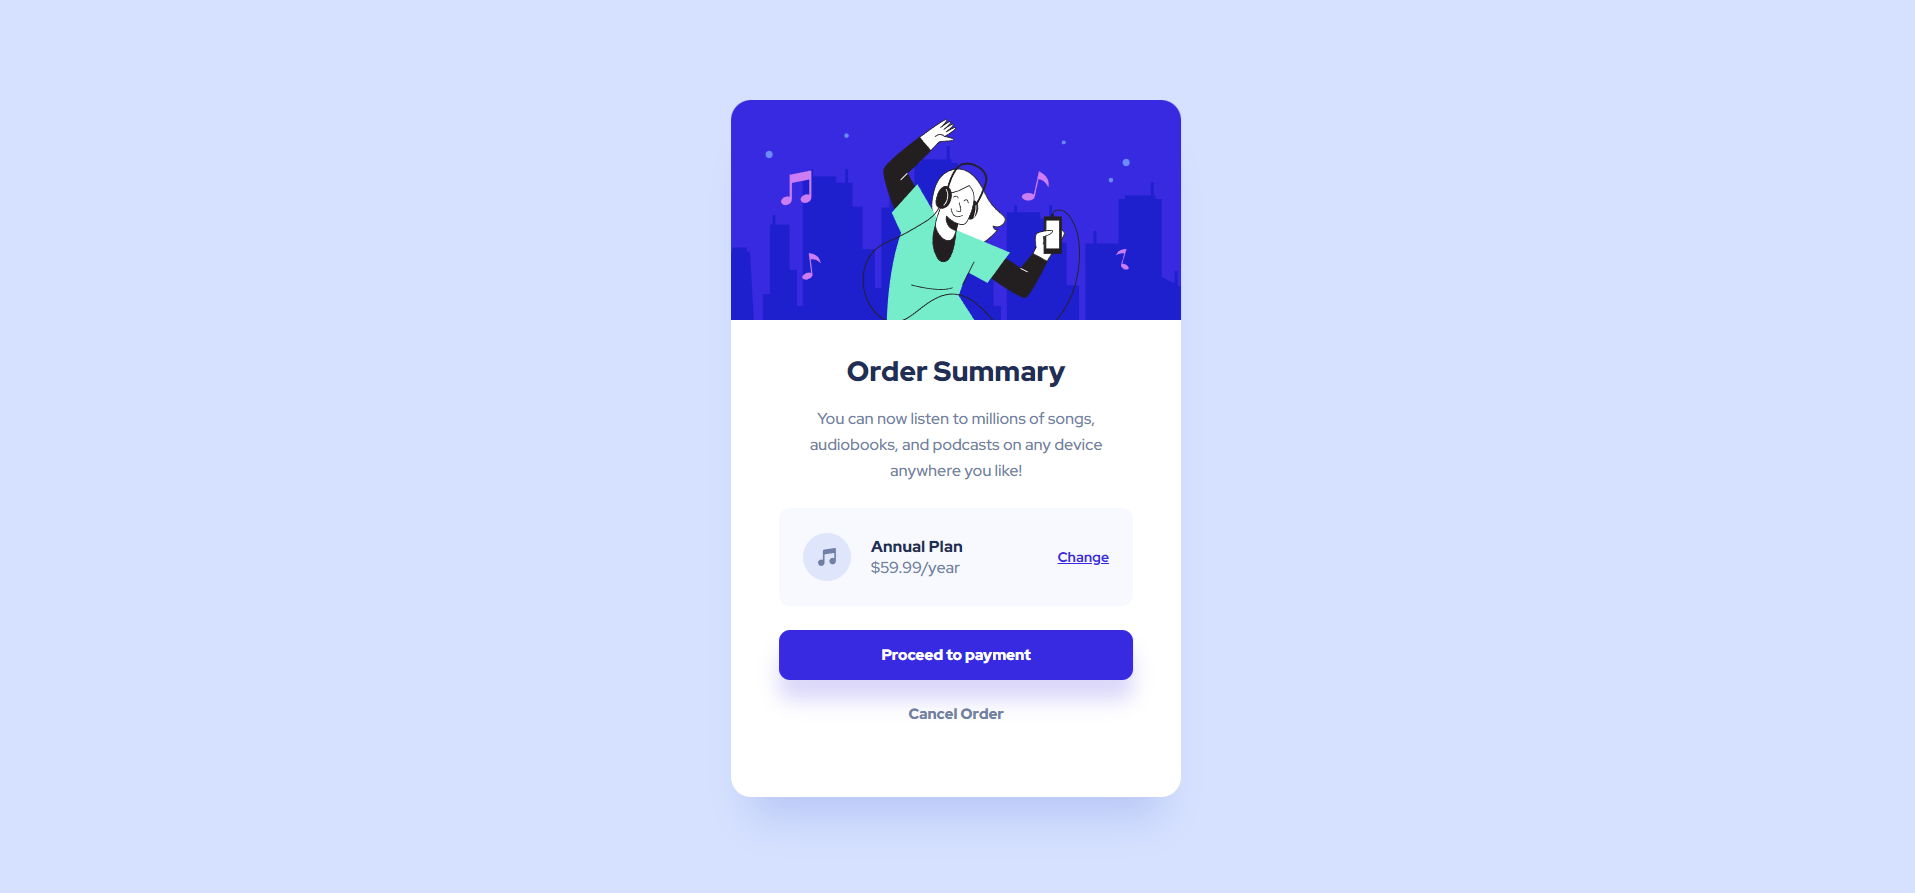 Order Summary
You can now listen to millions of songs,
audiobooks, and podcasts on any device
anywhere you like!
Annual Plan
$59.99/year
Change
Proceed to payment
Cancel Order